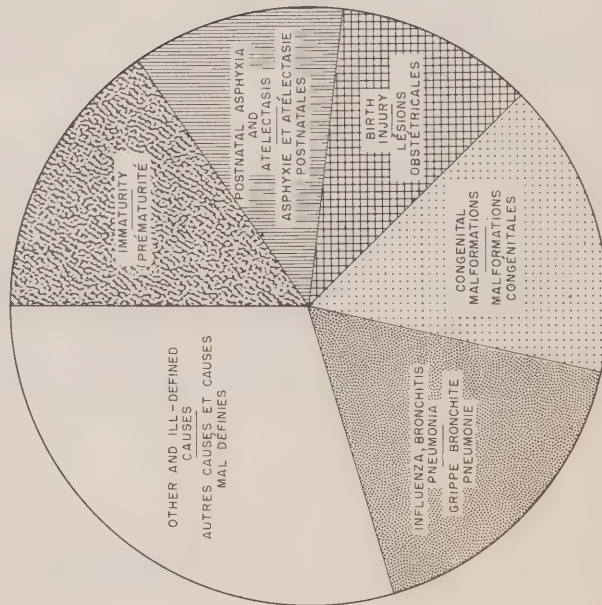 OTHER AND ILL-DEFINED
CAUSES
AUTRES CAUSES ET CAUSES
MAL DÉFINIES
IMMATURITY
PRÉMATURITÉ
POSTNATAL ASPHYXIA
AND
ATELECTASIS
ASPHYXIE ET ATÉLECTASIE
POSTNATALES
BIRTH
INJURY
LÉSIONS
OBSTÉTRICALES
CONGENITAL
MALFORMATIONS
MALFORMATIONS
CONGÉNITALES
INFLUENZA, BRONCHITIS
PNEUMONIA
GRIPPE BRONCHITE
PNEUMONIE